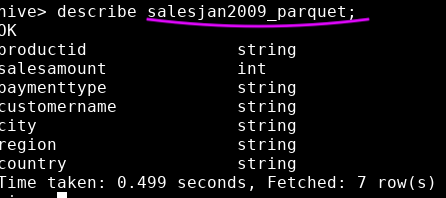 hive> describe salesjan2009_parquet;
OK
productid string
salesamount int
paymenttype string
customername string
city string
region string
country string
Time taken: 0.499 seconds, Fetched: 7 row(s)